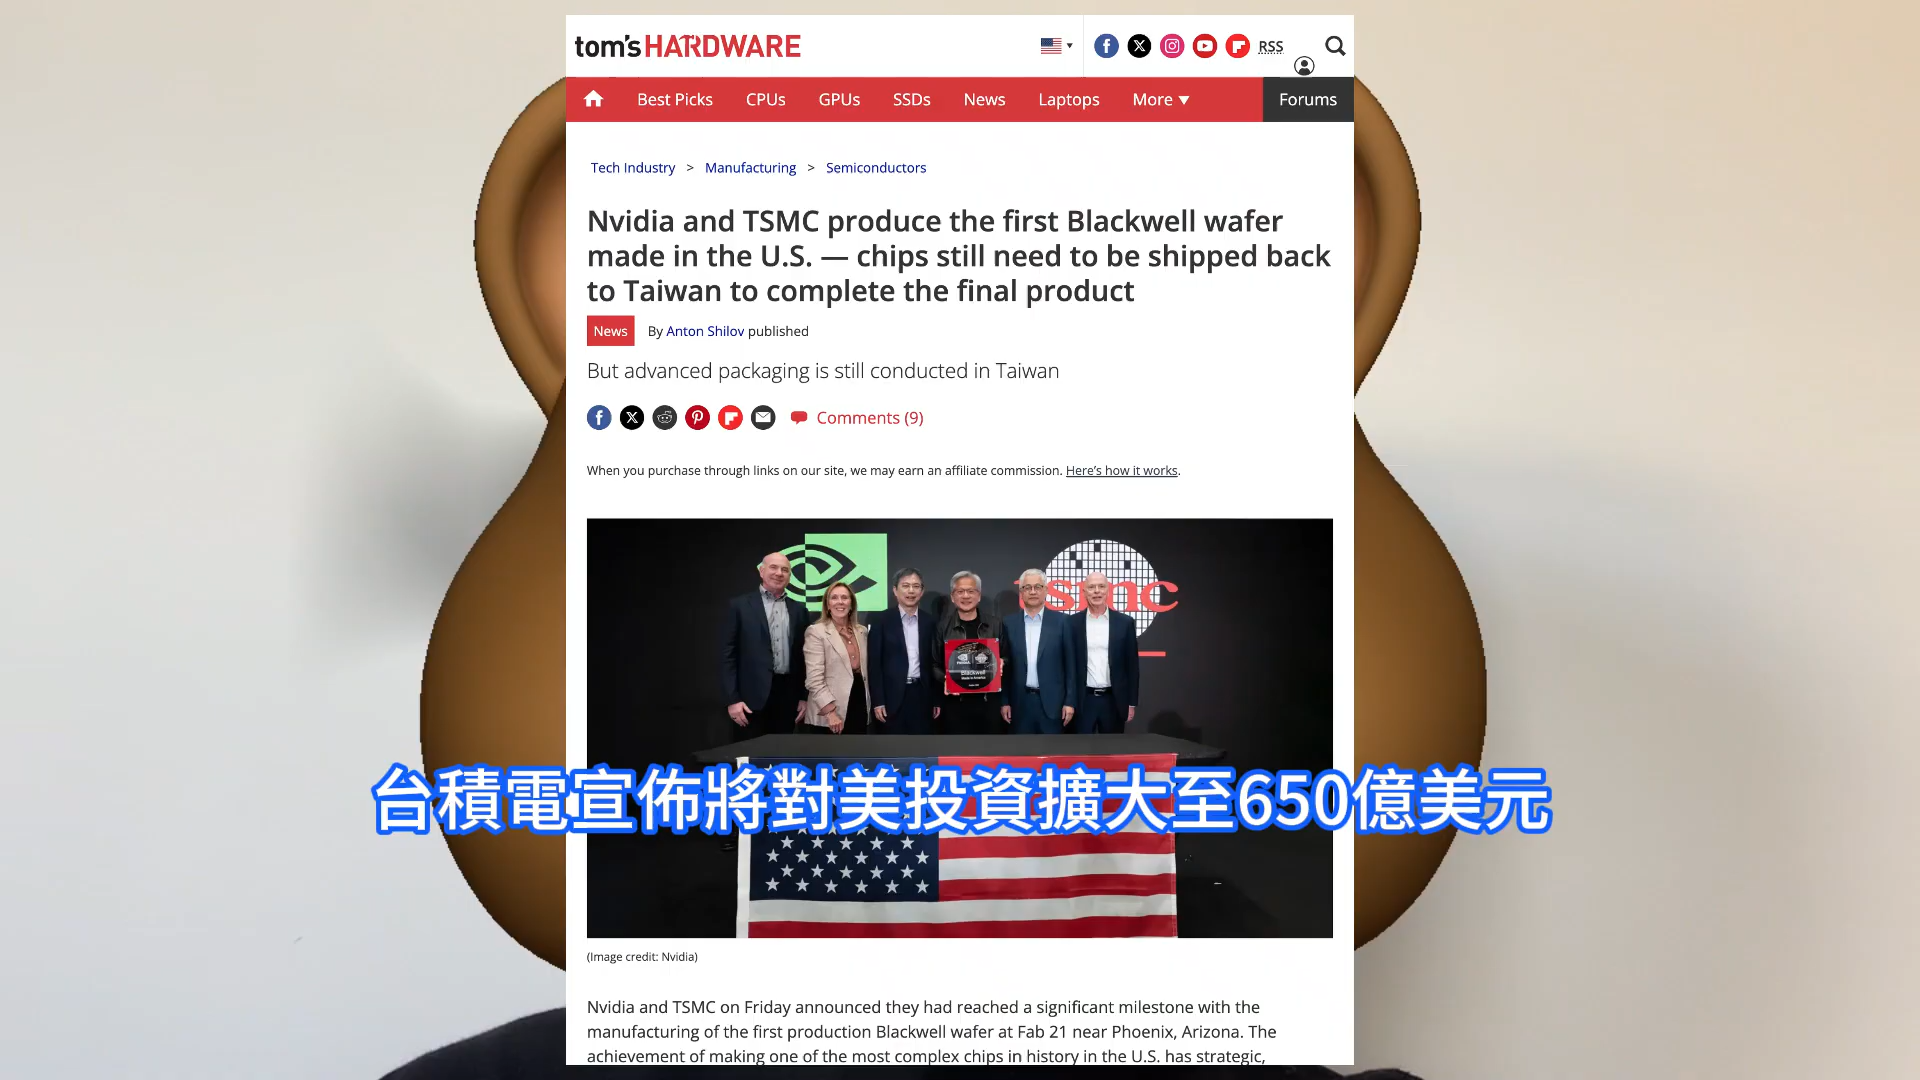 tom's HARDWARE
RSS
Best Picks CPUs GPUs SSDs News Laptops More ▼ Forums
Tech Industry > Manufacturing > Semiconductors
Nvidia and TSMC produce the first Blackwell wafer
made in the U.S. — chips still need to be shipped back
to Taiwan to complete the final product
News By Anton Shilov published
But advanced packaging is still conducted in Taiwan
Comments (9)
When you purchase through links on our site, we may earn an affiliate commission. Here's how it works.
tsmc
Blackwell
台積電宣佈將對美投資擴大至650億美元
(Image credit: Nvidia)
Nvidia and TSMC on Friday announced they had reached a significant milestone with the
manufacturing of the first production Blackwell wafer at Fab 21 near Phoenix, Arizona. The
achievement of making one of the most complex chips in history in the U.S. has strategic,